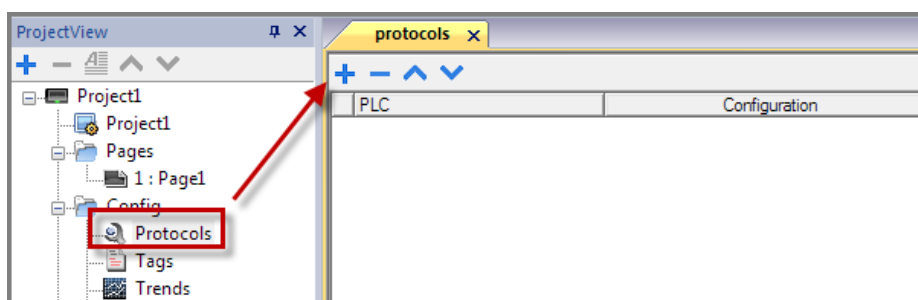 ProjectView
Project1
Project1
Pages
1 : Page1
Config
Protocols
Tags
Trends
protocols
PLC Configuration